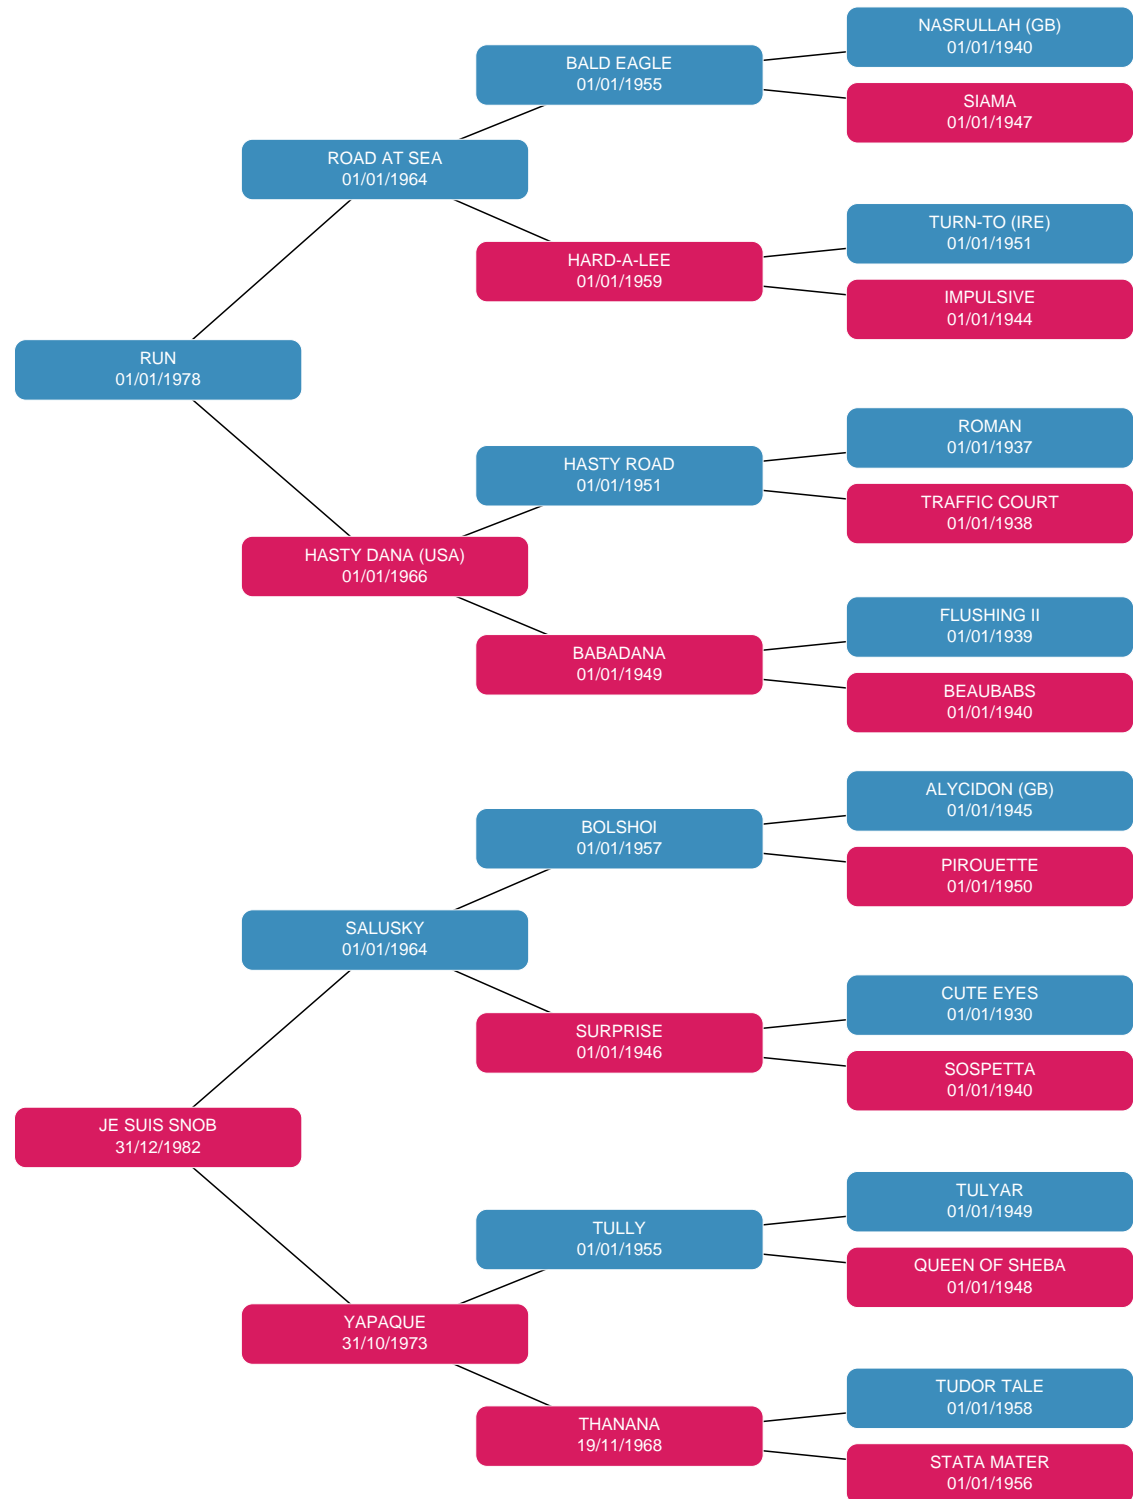 NASRULLAH (GB)
01/01/1940
BALD EAGLE
01/01/1955
SIAMA
01/01/1947
ROAD AT SEA
01/01/1964
TURN-TO (IRE)
01/01/1951
HARD-A-LEE
01/01/1959
IMPULSIVE
01/01/1944
RUN
01/01/1978
ROMAN
01/01/1937
HASTY ROAD
01/01/1951
TRAFFIC COURT
01/01/1938
HASTY DANA (USA)
01/01/1966
FLUSHING II
01/01/1939
BABADANA
01/01/1949
BEAUBABS
01/01/1940
ALYCIDON (GB)
01/01/1945
BOLSHOI
01/01/1957
PIROUETTE
01/01/1950
SALUSKY
01/01/1964
CUTE EYES
01/01/1930
SURPRISE
01/01/1946
SOSPETTA
01/01/1940
JE SUIS SNOB
31/12/1982
TULYAR
01/01/1949
TULLY
01/01/1955
QUEEN OF SHEBA
01/01/1948
YAPAQUE
31/10/1973
TUDOR TALE
01/01/1958
THANANA
19/11/1968
STATA MATER
01/01/1956